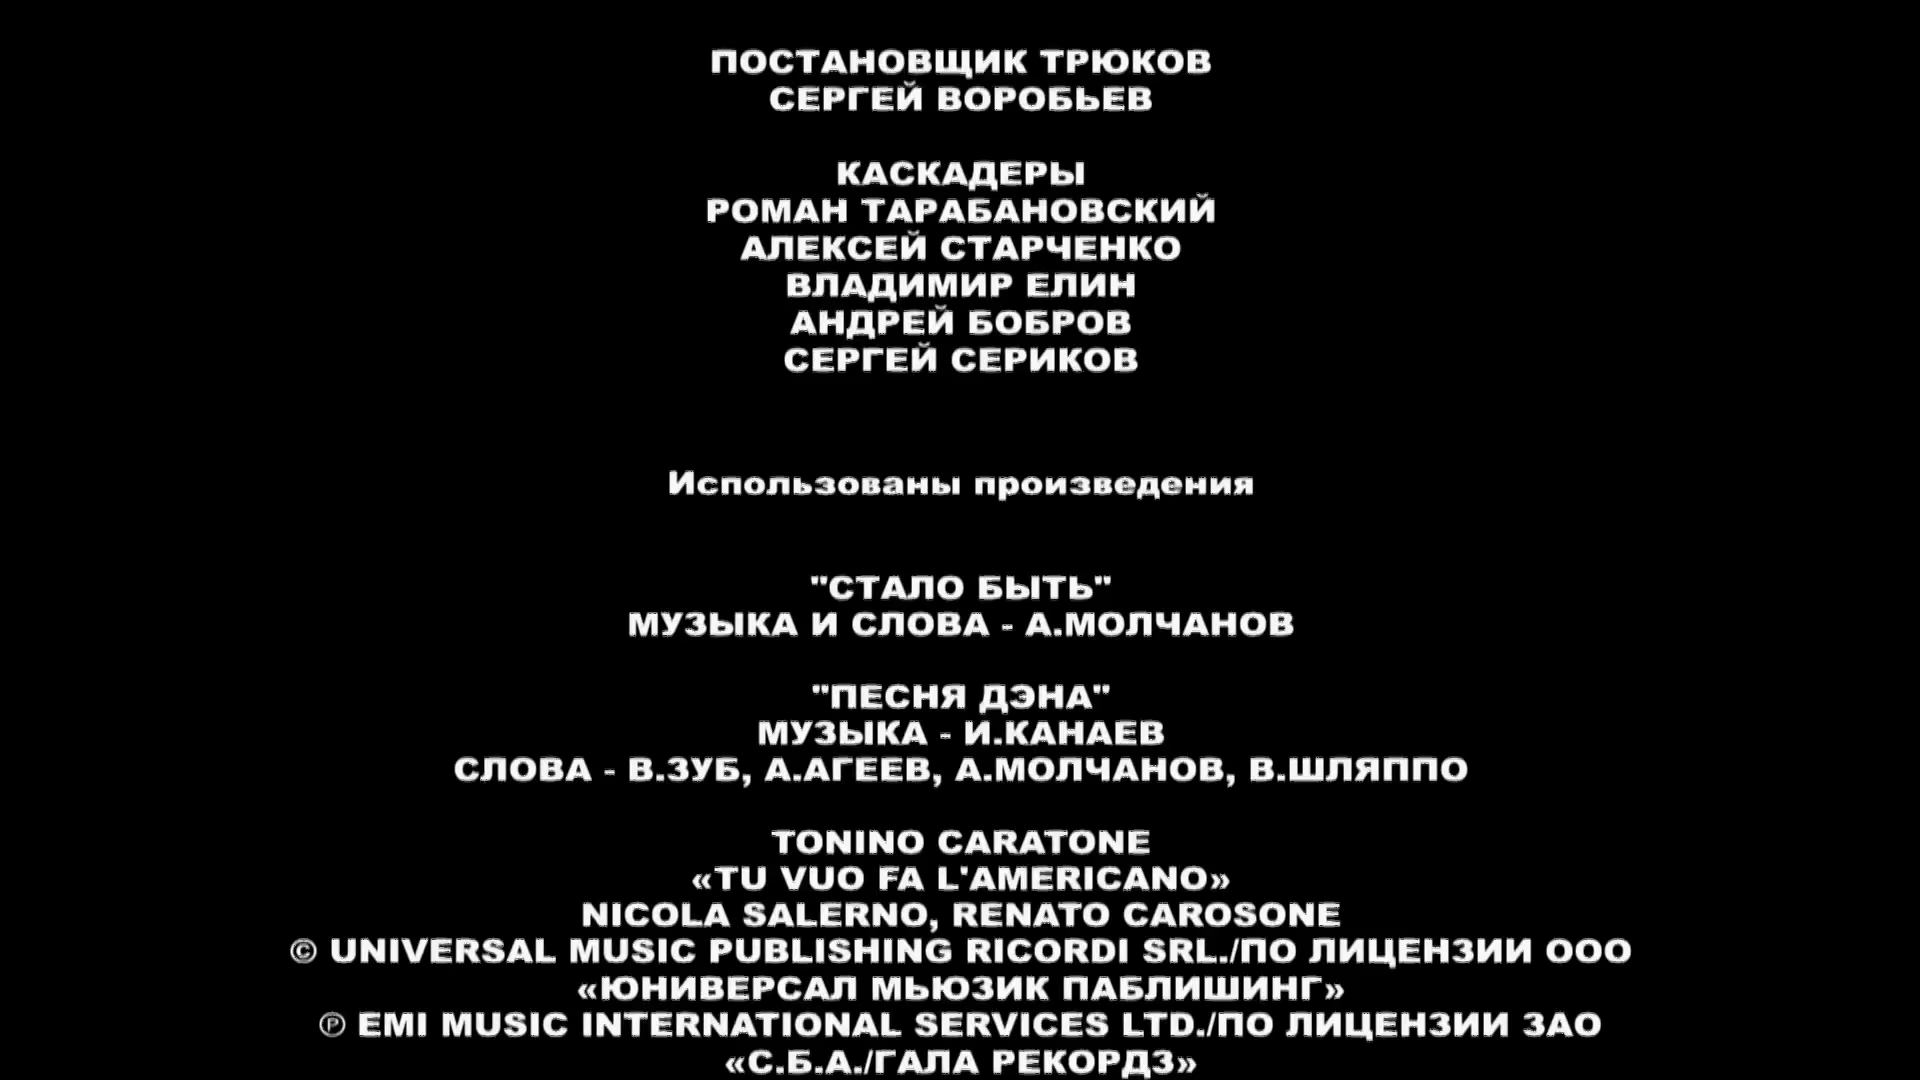 ПОСТАНОВЩИК ТРЮКОВ
СЕРГЕЙ ВОРОБЬЕВ
КАСКАДЕРЫ
РОМАН ТАРАБАНОВСКИЙ
АЛЕКСЕЙ СТАРЧЕНКО
ВЛАДИМИР ЕЛИН
АНДРЕЙ БОБРОВ
СЕРГЕЙ СЕРИКОВ
Использованы произведения
"СТАЛО БЫТЬ"
МУЗЫКА И СЛОВА - А.МОЛЧАНОВ
"ПЕСНЯ ДЭНА"
МУЗЫКА - И.КАНАЕВ
СЛОВА - В.ЗУБ, А.АГЕЕВ, А.МОЛЧАНОВ, В.ШЛЯППО
TONINO CARATONE
«TU VUO FA L'AMERICANO»
NICOLA SALERNO, RENATO CAROSONE
© UNIVERSAL MUSIC PUBLISHING RICORDI SRL./ПО ЛИЦЕНЗИИ ООО
«ЮНИВЕРСАЛ МЬЮЗИК ПАБЛИШИНГ»
℗ EMI MUSIC INTERNATIONAL SERVICES LTD./ПО ЛИЦЕНЗИИ ЗАО
«С.Б.А./ГАЛА РЕКОРДЗ»